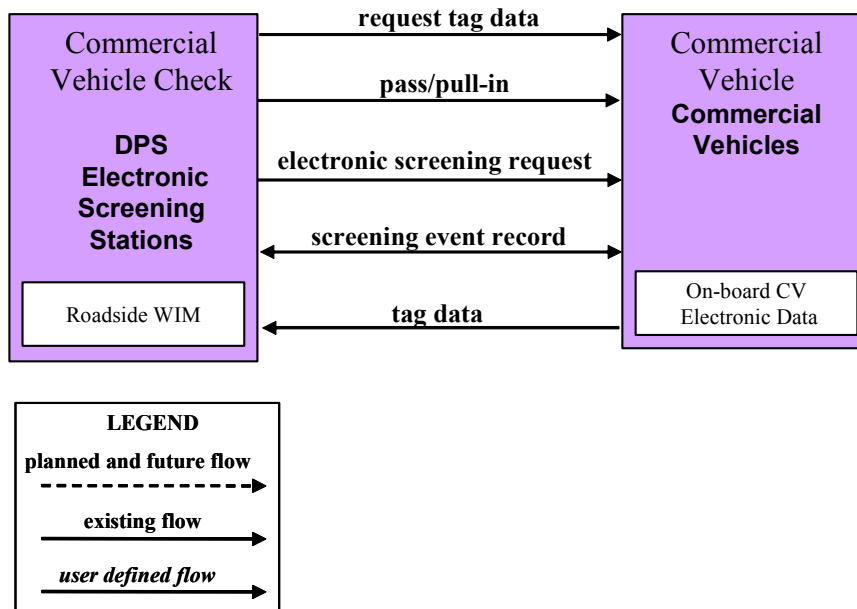 Commercial
Vehicle Check
DPS
Electronic
Screening
Stations
Roadside WIM
request tag data
pass/pull-in
electronic screening request
screening event record
tag data
Commercial
Vehicle
Commercial
Vehicles
On-board CV
Electronic Data
LEGEND
planned and future flow
existing flow
user defined flow